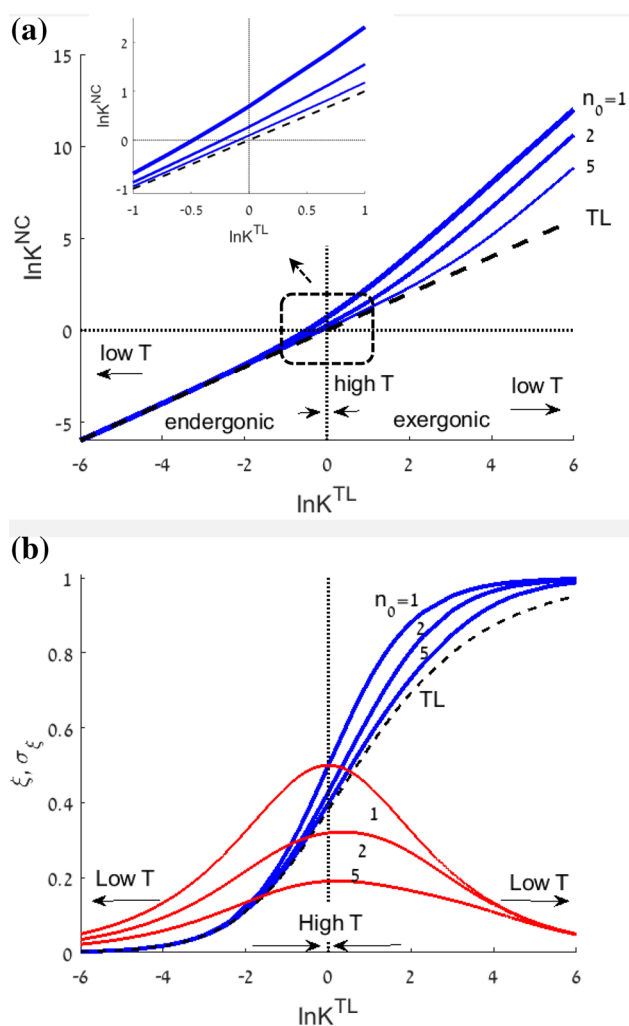 (a)
2
1
0
-1
lnK^NC
-1
-0.5
0
0.5
1
lnK^TL
10
5
0
-5
lnK^NC
n₀=1
2
5
TL
low T
high T
low T
endergonic
exergonic
-6
-4
-2
0
2
4
6
lnK^TL
(b)
1
0.8
0.6
0.4
0.2
0
ξ, σ_ξ
n₀=1
2
5
TL
1
2
5
Low T
Low T
High T
-6
-4
-2
0
2
4
6
lnK^TL